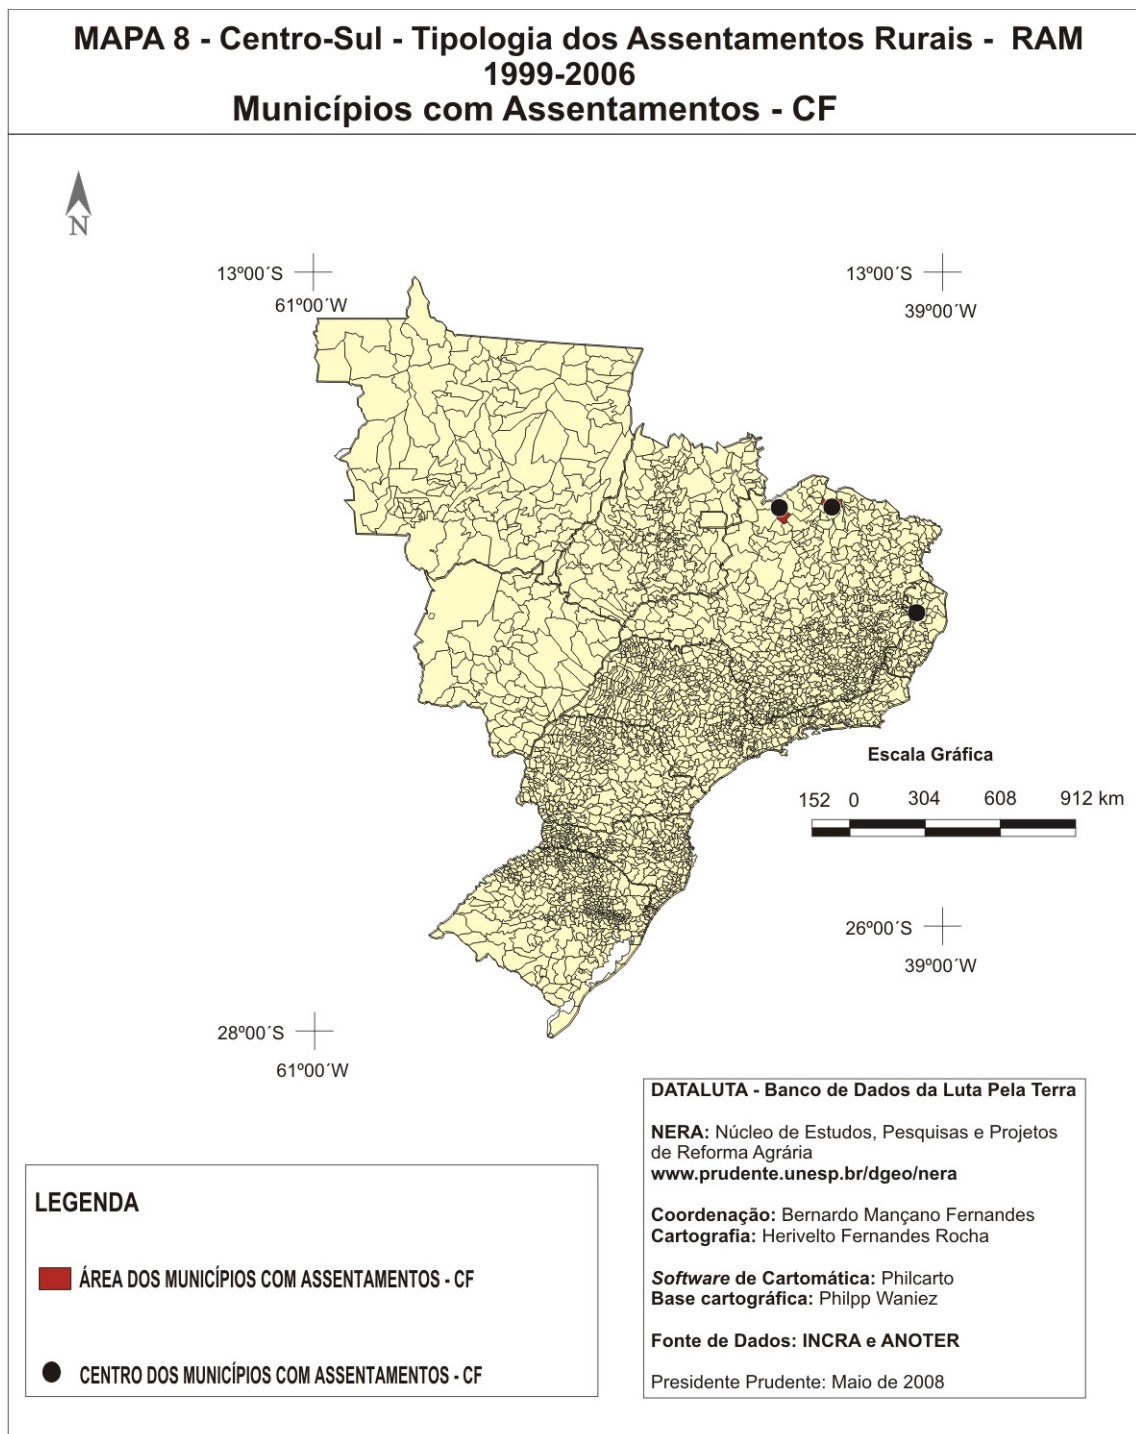 MAPA 8 - Centro-Sul - Tipologia dos Assentamentos Rurais - RAM
1999-2006
Municípios com Assentamentos - CF
N
13º00´S
61º00´W
13º00´S
39º00´W
Escala Gráfica
152 0 304 608 912 km
26º00´S
39º00´W
28º00´S
61º00´W
DATALUTA - Banco de Dados da Luta Pela Terra
NERA: Núcleo de Estudos, Pesquisas e Projetos
de Reforma Agrária
www.prudente.unesp.br/dgeo/nera
Coordenação: Bernardo Mançano Fernandes
Cartografia: Herivelto Fernandes Rocha
Software de Cartomática: Philcarto
Base cartográfica: Philpp Waniez
Fonte de Dados: INCRA e ANOTER
Presidente Prudente: Maio de 2008
LEGENDA
ÁREA DOS MUNICÍPIOS COM ASSENTAMENTOS - CF
CENTRO DOS MUNICÍPIOS COM ASSENTAMENTOS - CF